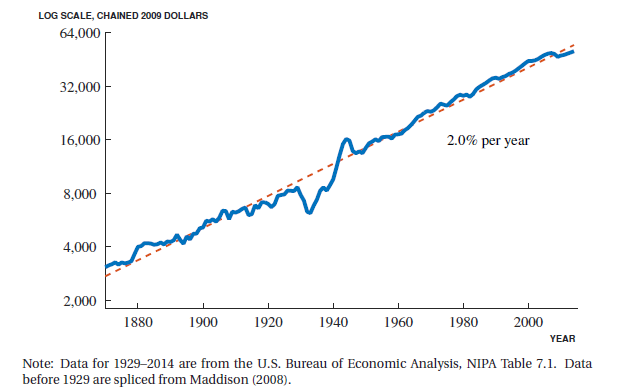 LOG SCALE, CHAINED 2009 DOLLARS
64,000
32,000
16,000
2.0% per year
8,000
4,000
2,000
1880 1900 1920 1940 1960 1980 2000
YEAR
Note: Data for 1929–2014 are from the U.S. Bureau of Economic Analysis, NIPA Table 7.1. Data
before 1929 are spliced from Maddison (2008).